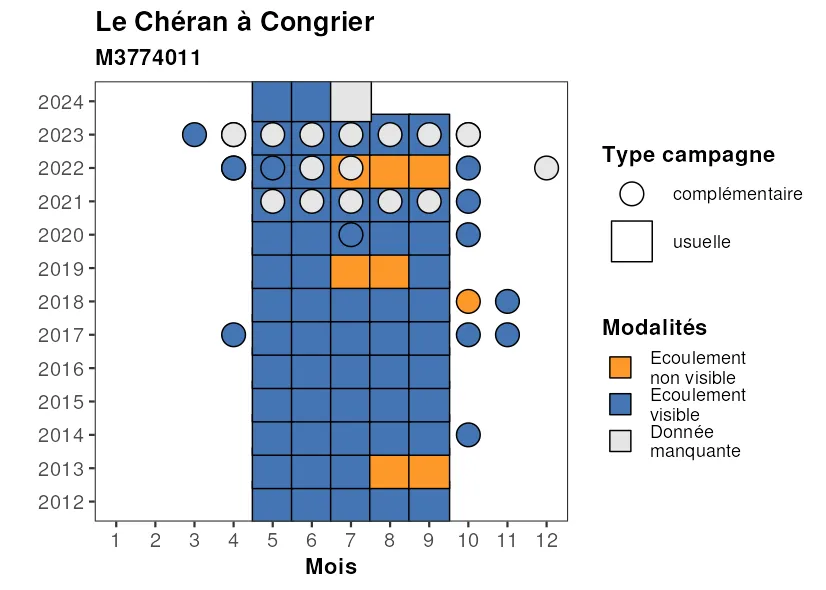 Le Chéran à Congrier
M3774011
2024
2023
2022
2021
2020
2019
2018
2017
2016
2015
2014
2013
2012
1 2 3 4 5 6 7 8 9 10 11 12
Mois
Type campagne
complémentaire
usuelle
Modalités
Ecoulement
non visible
Ecoulement
visible
Donnée
manquante